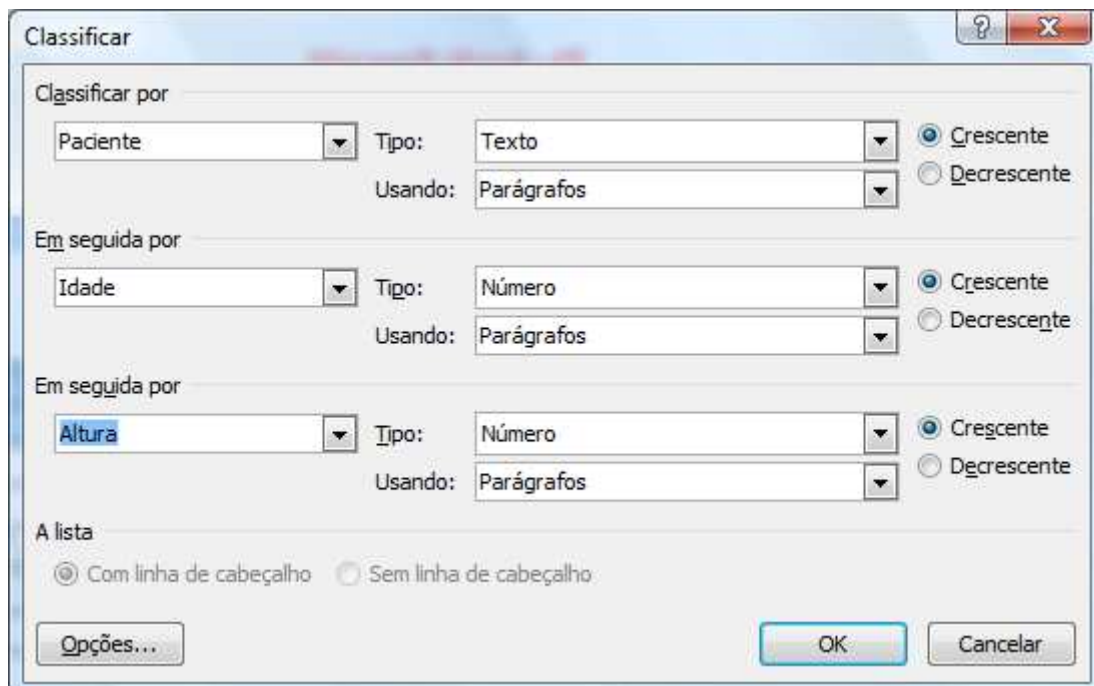 Classificar
Classificar por
Paciente Tipo: Texto Crescente
Usando: Parágrafos Decrescente
Em seguida por
Idade Tipo: Número Crescente
Usando: Parágrafos Decrescente
Em seguida por
Altura Tipo: Número Crescente
Usando: Parágrafos Decrescente
A lista
Com linha de cabeçalho Sem linha de cabeçalho
Opções... OK Cancelar